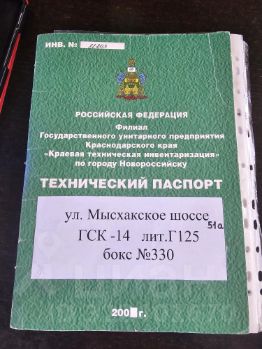 ИНВ. №
РОССИЙСКАЯ ФЕДЕРАЦИЯ
Филиал
Государственного унитарного предприятия
Краснодарского края
«Краевая техническая инвентаризация»
по городу Новороссийску
ТЕХНИЧЕСКИЙ ПАСПОРТ
ул. Мысхакское шоссе
51а
ГСК -14 лит.Г125
бокс №330